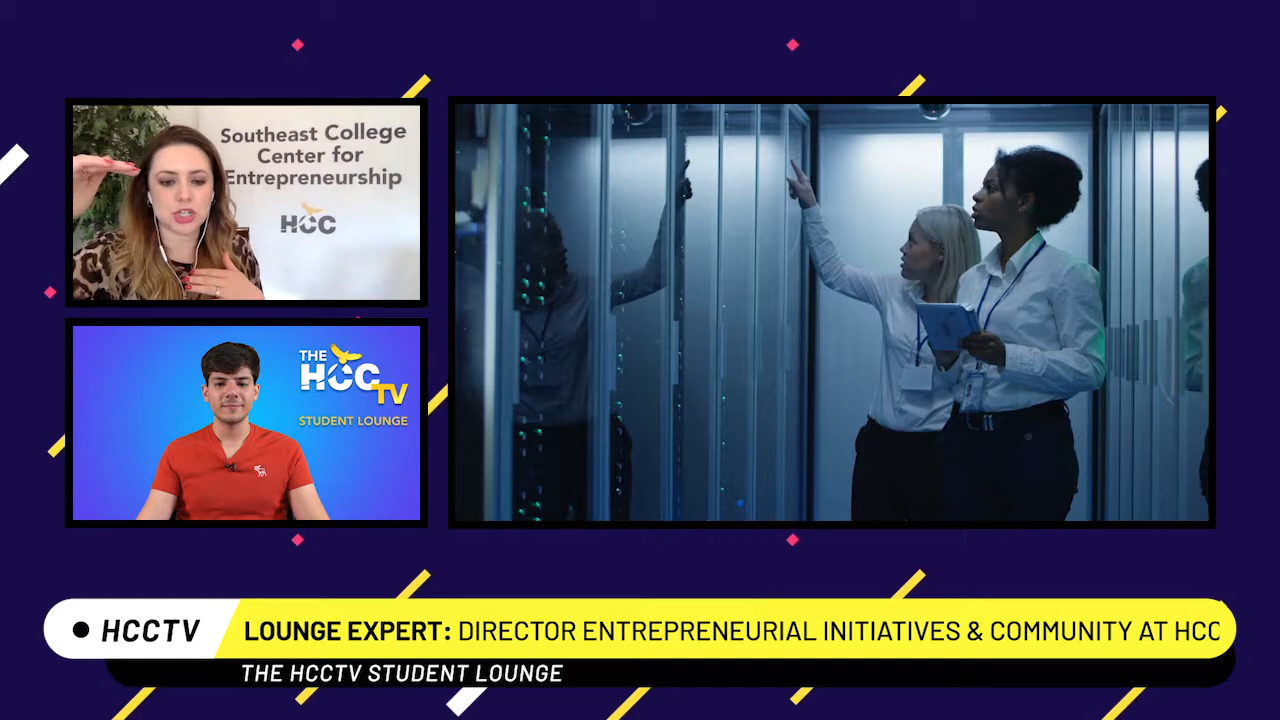 Southeast College
Center for
Entrepreneurship
HCC
THE
HCC
TV
STUDENT LOUNGE
HCCTV
LOUNGE EXPERT: DIRECTOR ENTREPRENEURIAL INITIATIVES & COMMUNITY AT HCC
THE HCCTV STUDENT LOUNGE